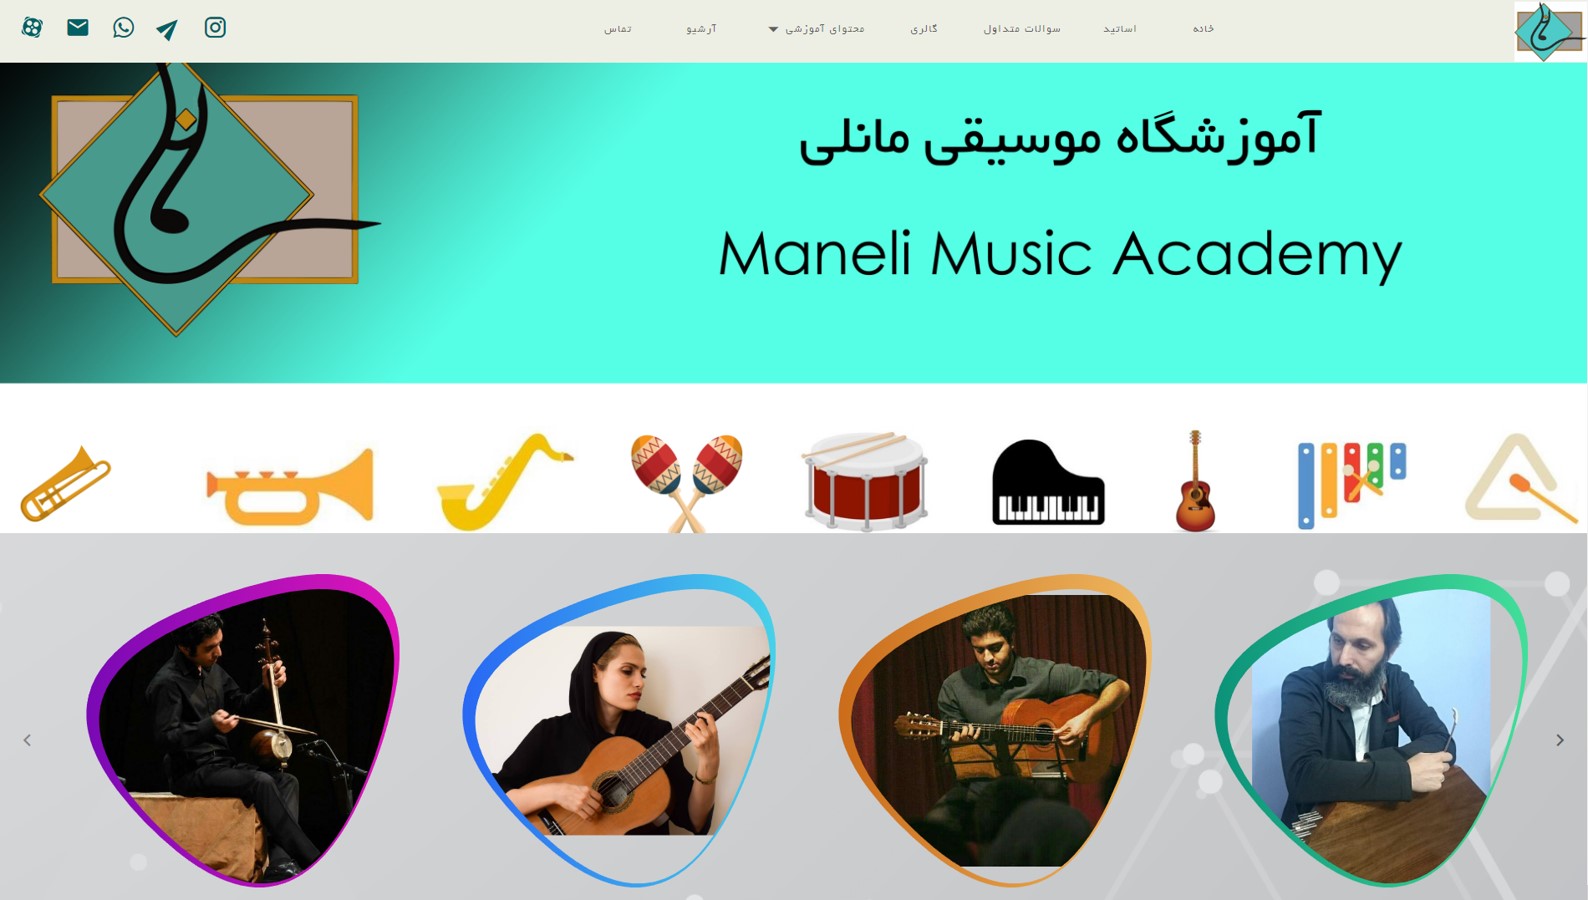 خانه
اساتید
سوالات متداول
گالری
محتوای آموزشی
آرشیو
تماس
آموزشگاه موسیقی مانلی
Maneli Music Academy